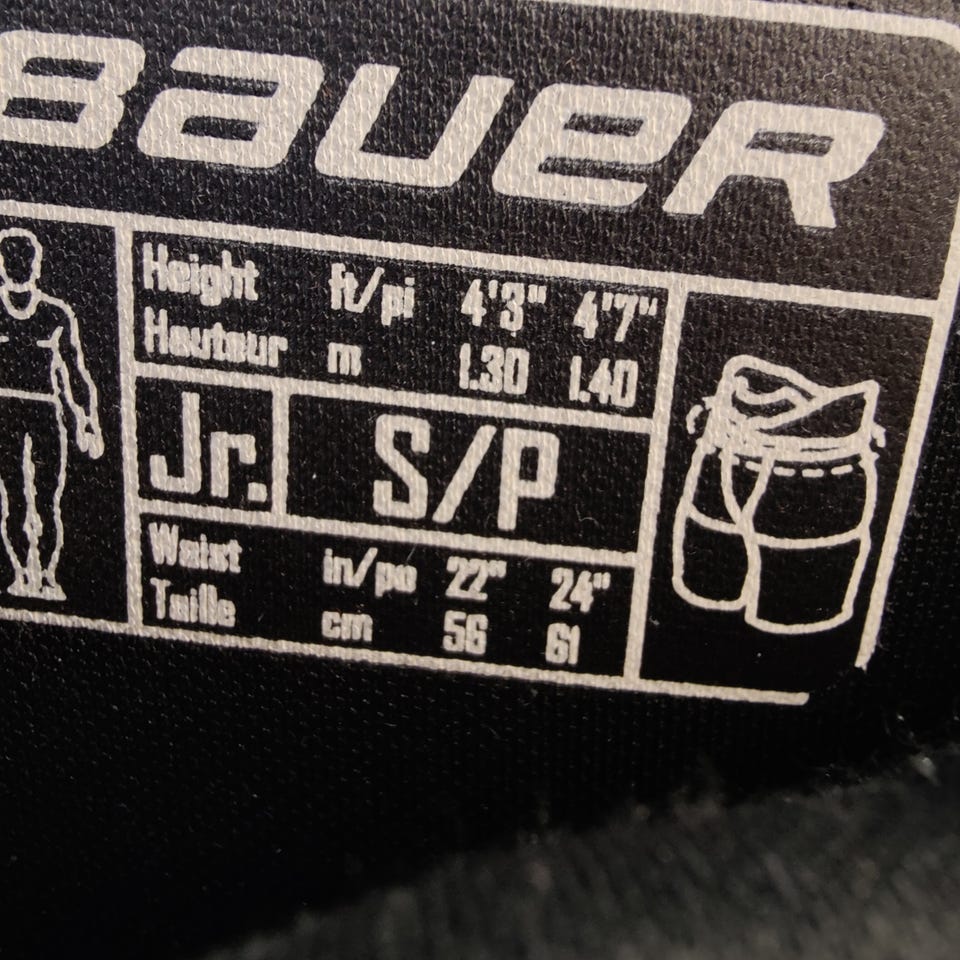 BAUER
Height ft/pi 4'3" 4'7"
Hauteur m 1.30 1.40
Jr. S/P
Waist in/po 22" 24"
Taille cm 56 61